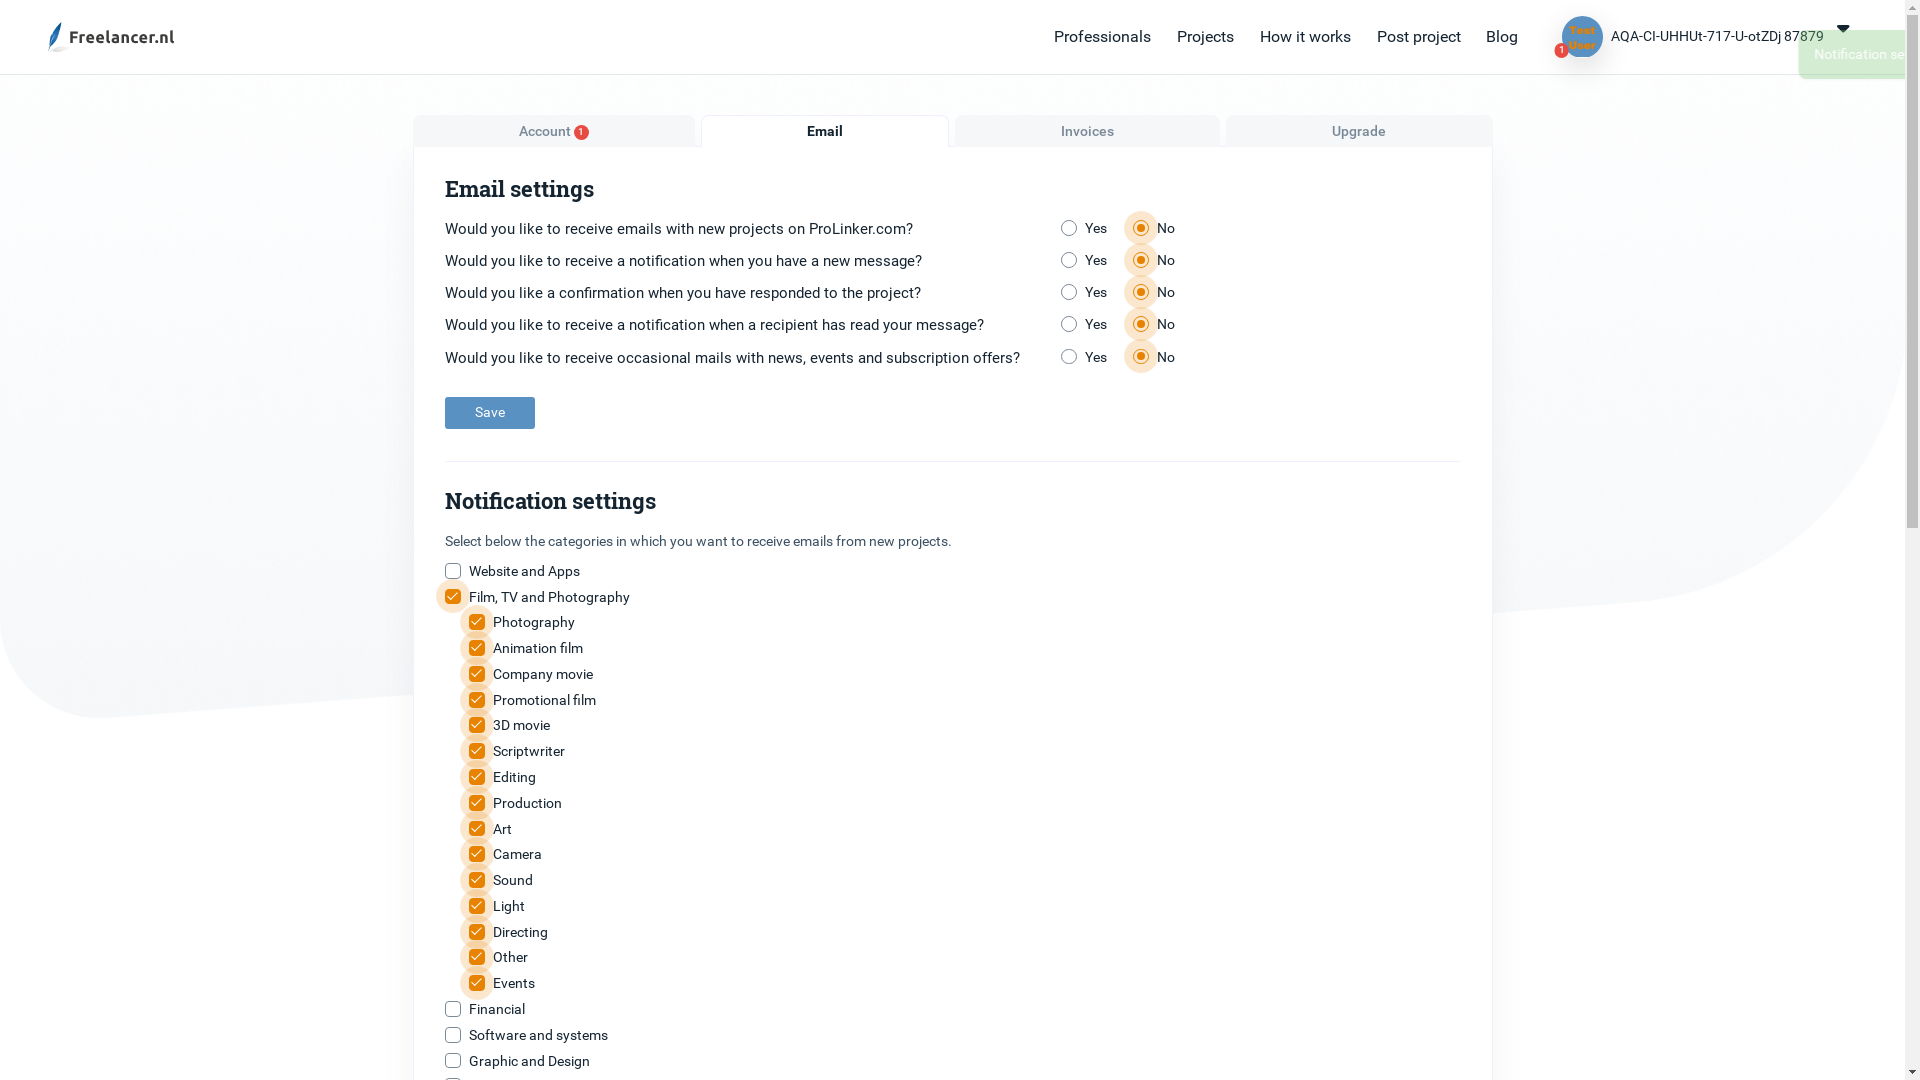 Freelancer.nl
Professionals
Projects
How it works
Post project
Blog
Test
User
1
AQA-CI-UHHUt-717-U-otZDj 87879
Notification se
Account 1
Email
Invoices
Upgrade
Email settings
Would you like to receive emails with new projects on ProLinker.com? Yes No
Would you like to receive a notification when you have a new message? Yes No
Would you like a confirmation when you have responded to the project? Yes No
Would you like to receive a notification when a recipient has read your message? Yes No
Would you like to receive occasional mails with news, events and subscription offers? Yes No
Save
Notification settings
Select below the categories in which you want to receive emails from new projects.
Website and Apps
Film, TV and Photography
Photography
Animation film
Company movie
Promotional film
3D movie
Scriptwriter
Editing
Production
Art
Camera
Sound
Light
Directing
Other
Events
Financial
Software and systems
Graphic and Design